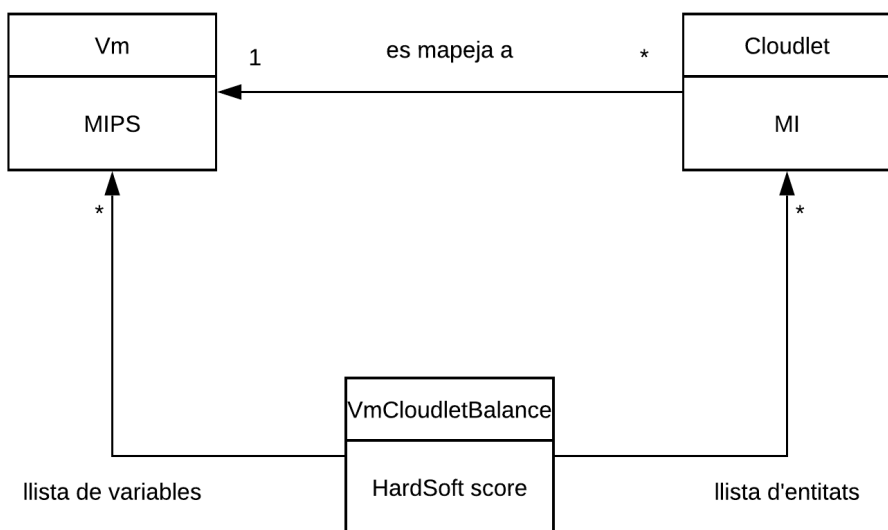 Vm
1
es mapeja a
*
Cloudlet
MIPS
MI
*
*
VmCloudletBalance
HardSoft score
llista de variables
llista d'entitats